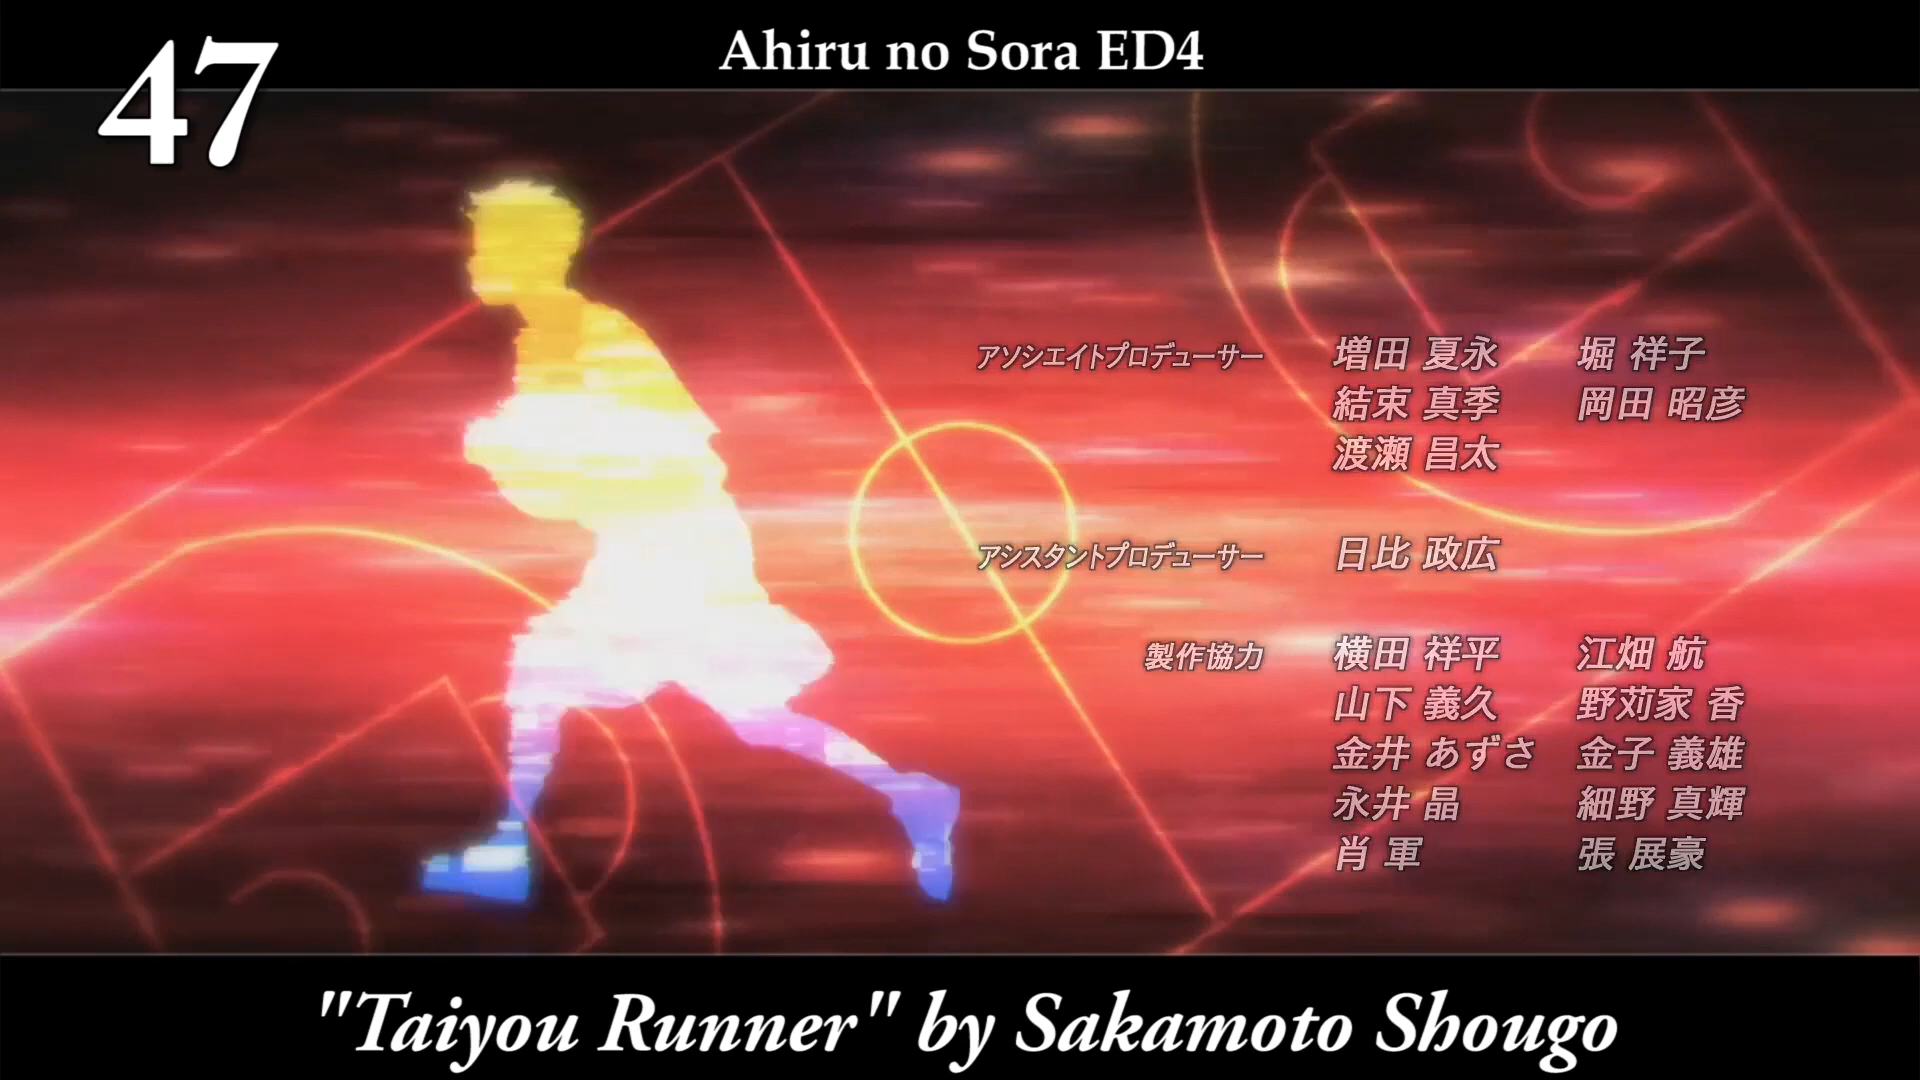 47
Ahiru no Sora ED4
アソシエイトプロデューサー 増田 夏永 堀 祥子
結束 真季 岡田 昭彦
渡瀬 昌太
アシスタントプロデューサー 日比 政広
製作協力 横田 祥平 江畑 航
山下 義久 野苅家 香
金井 あずさ 金子 義雄
永井 晶 細野 真輝
肖 軍 張 展豪
"Taiyou Runner" by Sakamoto Shougo